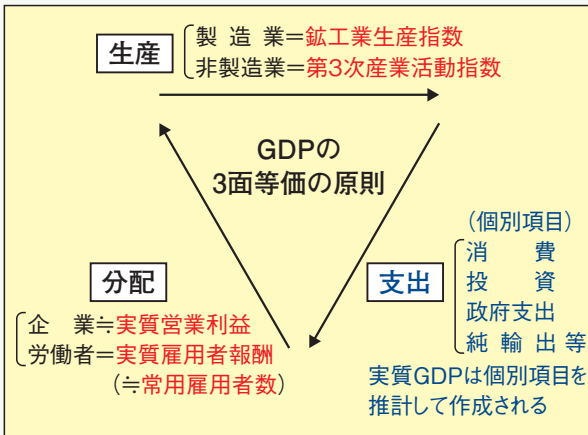 生産
製造業＝鉱工業生産指数
非製造業＝第3次産業活動指数
GDPの
3面等価の原則
分配
企　業≒実質営業利益
労働者＝実質雇用者報酬
（≒常用雇用者数）
支出
（個別項目）
消　費
投　資
政府支出
純輸出等
実質GDPは個別項目を
推計して作成される